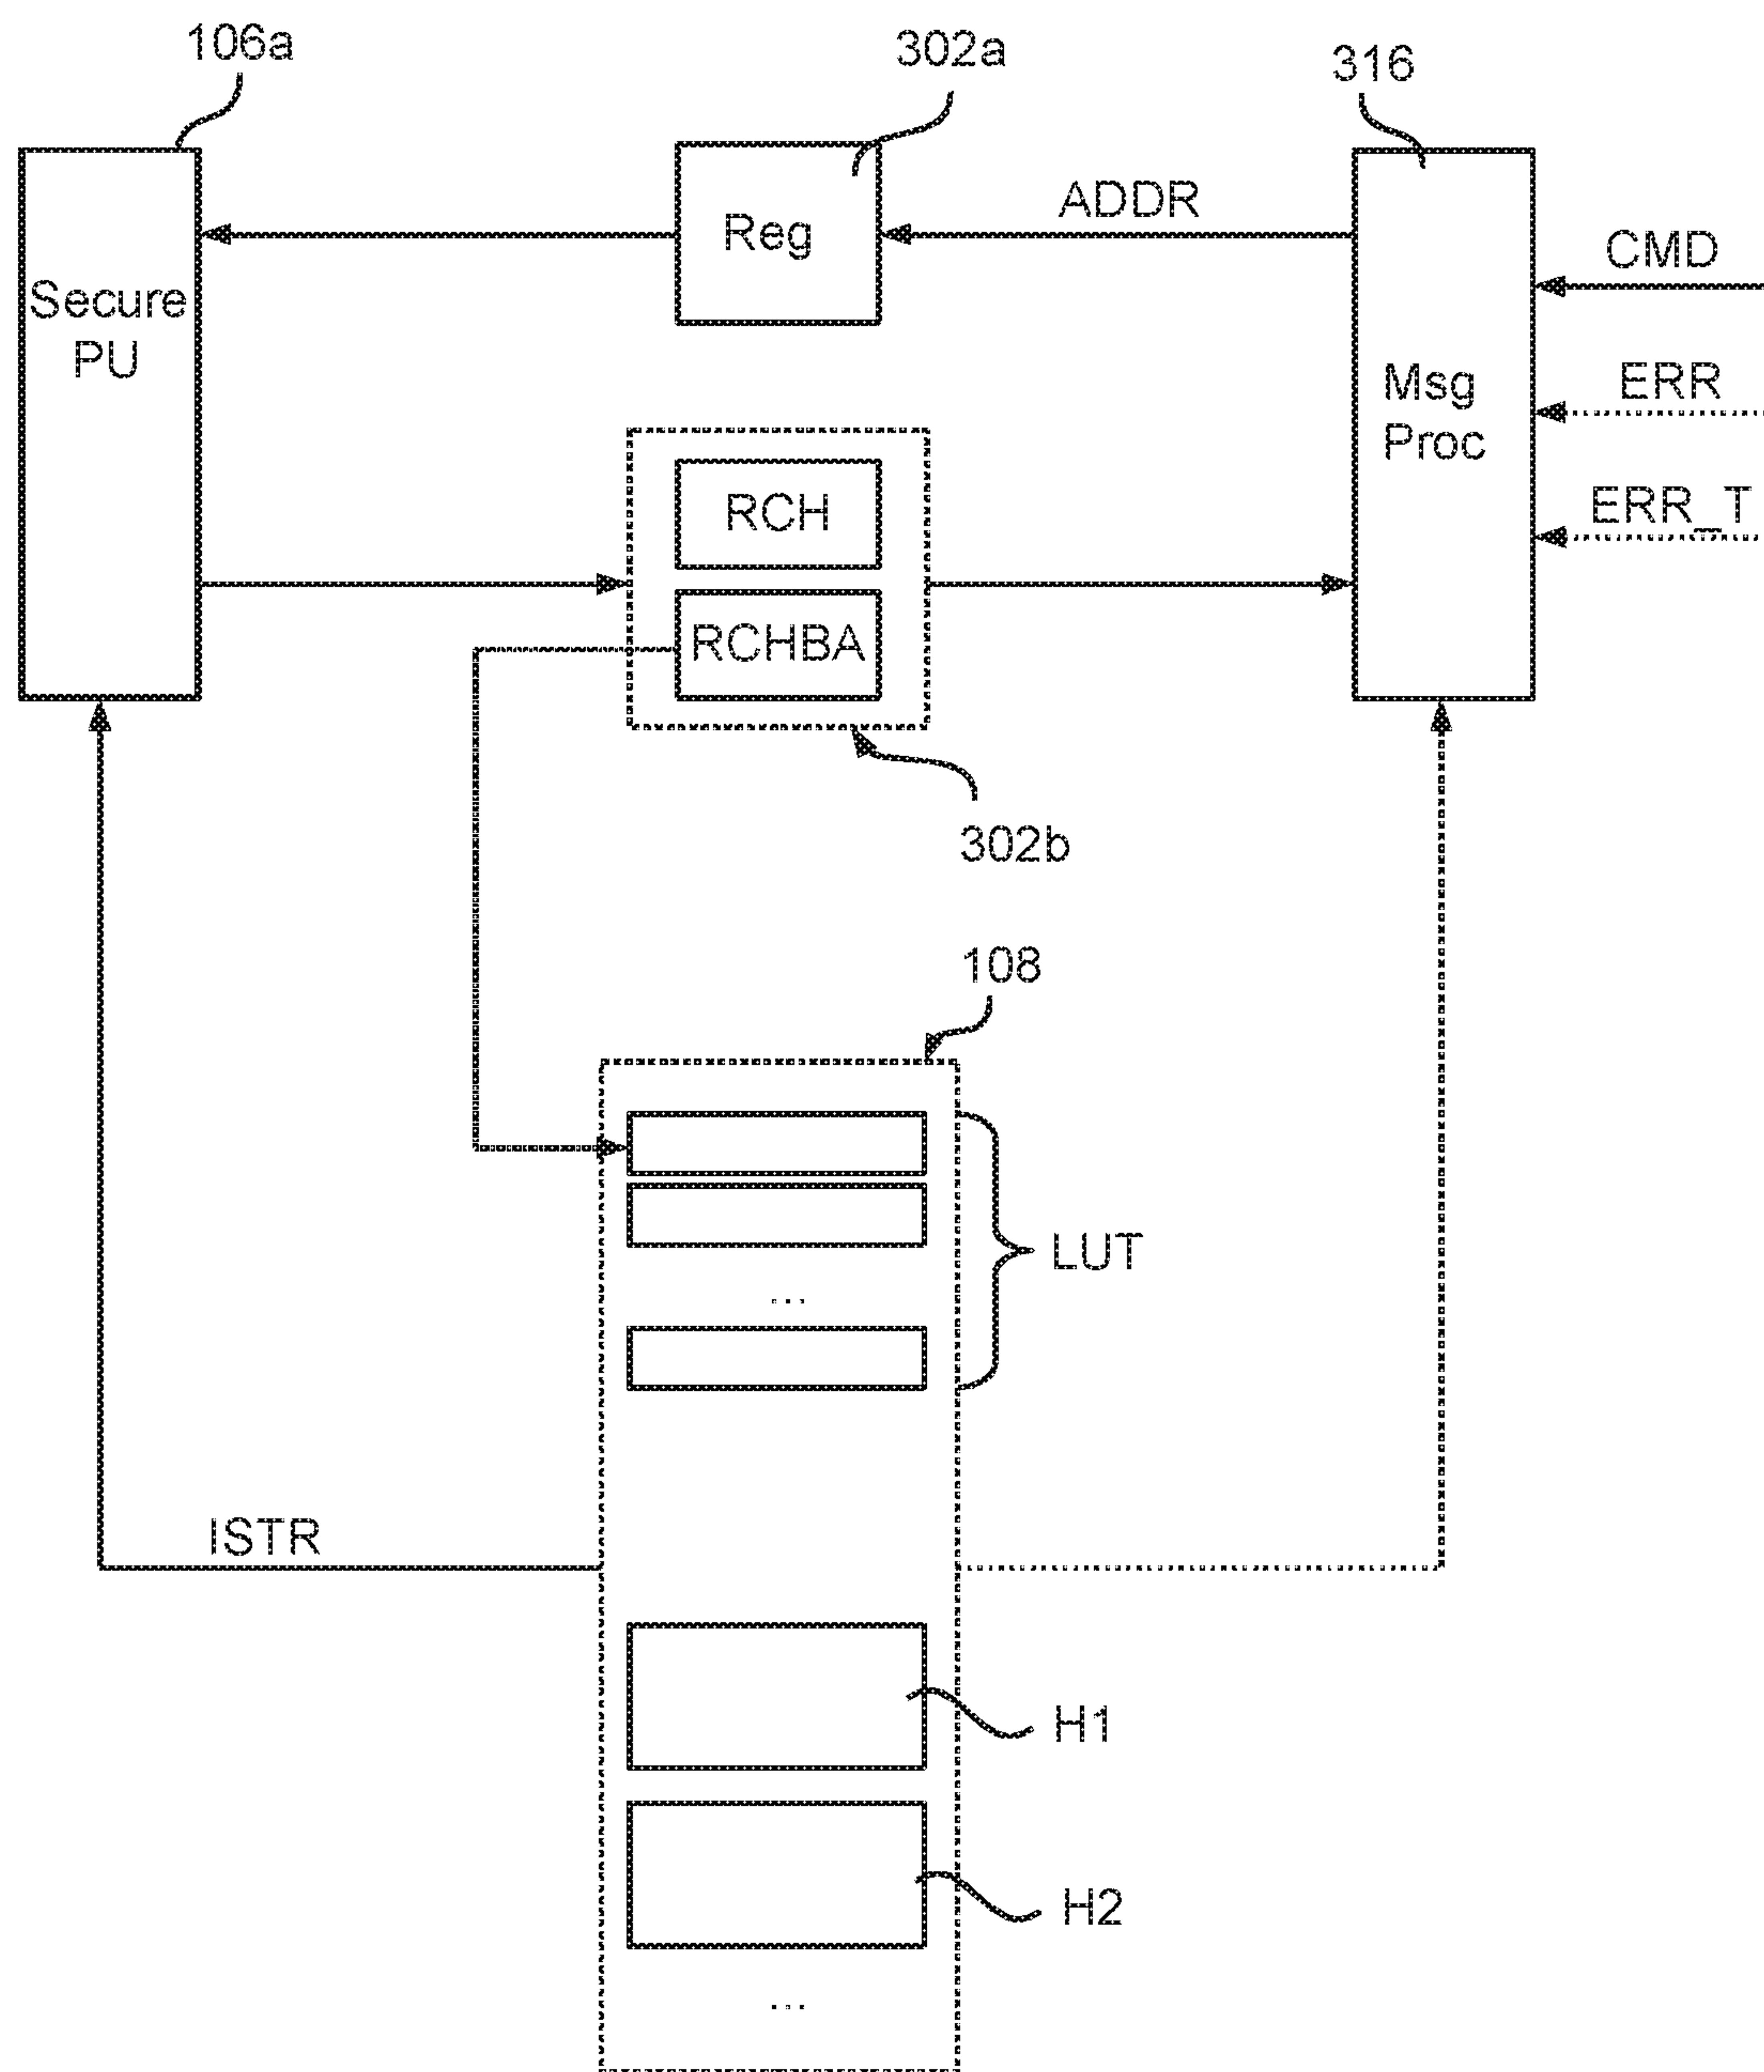 106a
302a
316
Reg
ADDR
CMD
Secure
PU
Msg
Proc
ERR
ERR_T
RCH
RCHBA
302b
108
LUT
...
ISTR
H1
H2
...